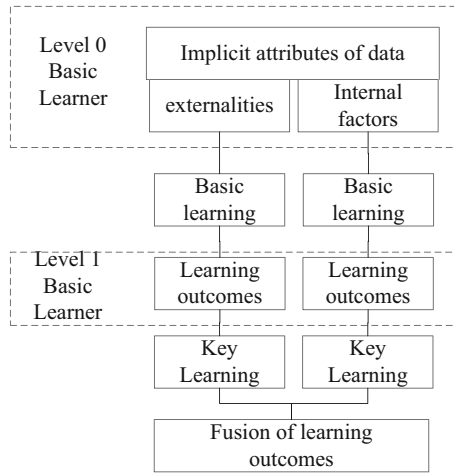 Level 0
Basic
Learner
Implicit attributes of data
externalities
Internal
factors
Basic
learning
Basic
learning
Level 1
Basic
Learner
Learning
outcomes
Learning
outcomes
Key
Learning
Key
Learning
Fusion of learning
outcomes